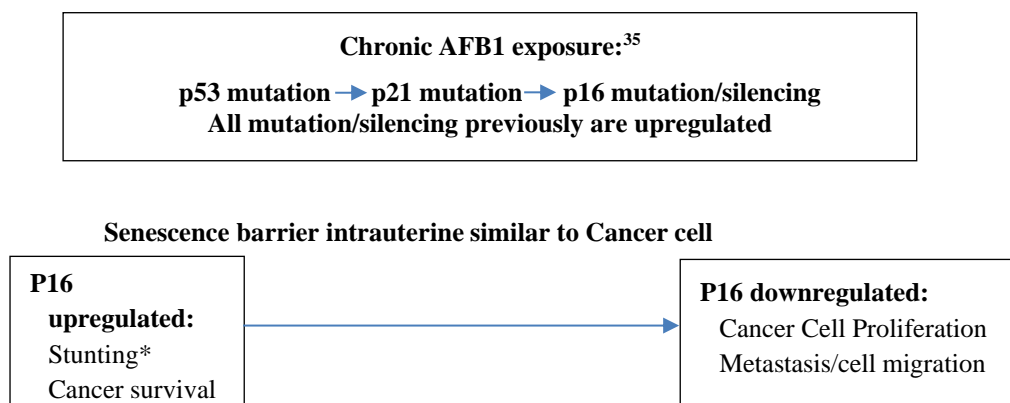 Chronic AFB1 exposure:35
p53 mutation p21 mutation p16 mutation/silencing
All mutation/silencing previously are upregulated
Senescence barrier intrauterine similar to Cancer cell
P16
upregulated:
Stunting*
Cancer survival
P16 downregulated:
Cancer Cell Proliferation
Metastasis/cell migration